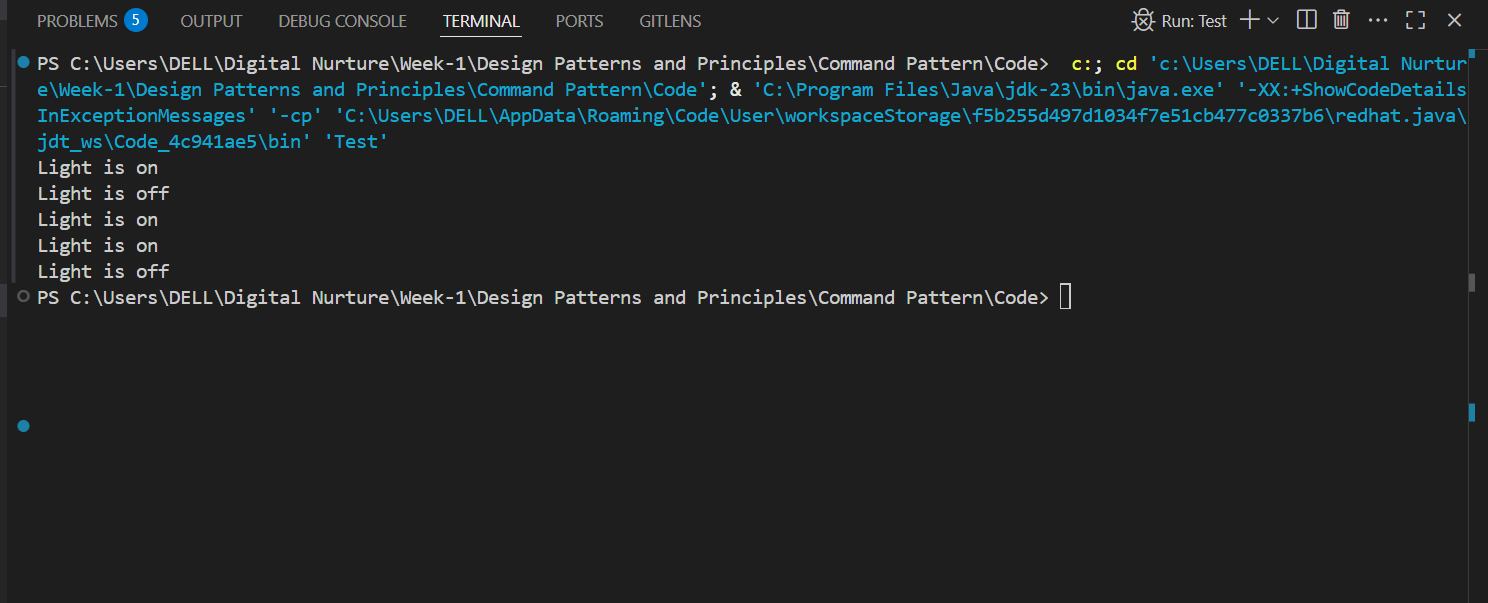 PROBLEMS 5 OUTPUT DEBUG CONSOLE TERMINAL PORTS GITLENS Run: Test
PS C:\Users\DELL\Digital Nurture\Week-1\Design Patterns and Principles\Command Pattern\Code>  c:; cd 'c:\Users\DELL\Digital Nurtur
e\Week-1\Design Patterns and Principles\Command Pattern\Code'; & 'C:\Program Files\Java\jdk-23\bin\java.exe' '-XX:+ShowCodeDetails
InExceptionMessages' '-cp' 'C:\Users\DELL\AppData\Roaming\Code\User\workspaceStorage\f5b255d497d1034f7e51cb477c0337b6\redhat.java\
jdt_ws\Code_4c941ae5\bin' 'Test'
Light is on
Light is off
Light is on
Light is on
Light is off
PS C:\Users\DELL\Digital Nurture\Week-1\Design Patterns and Principles\Command Pattern\Code>